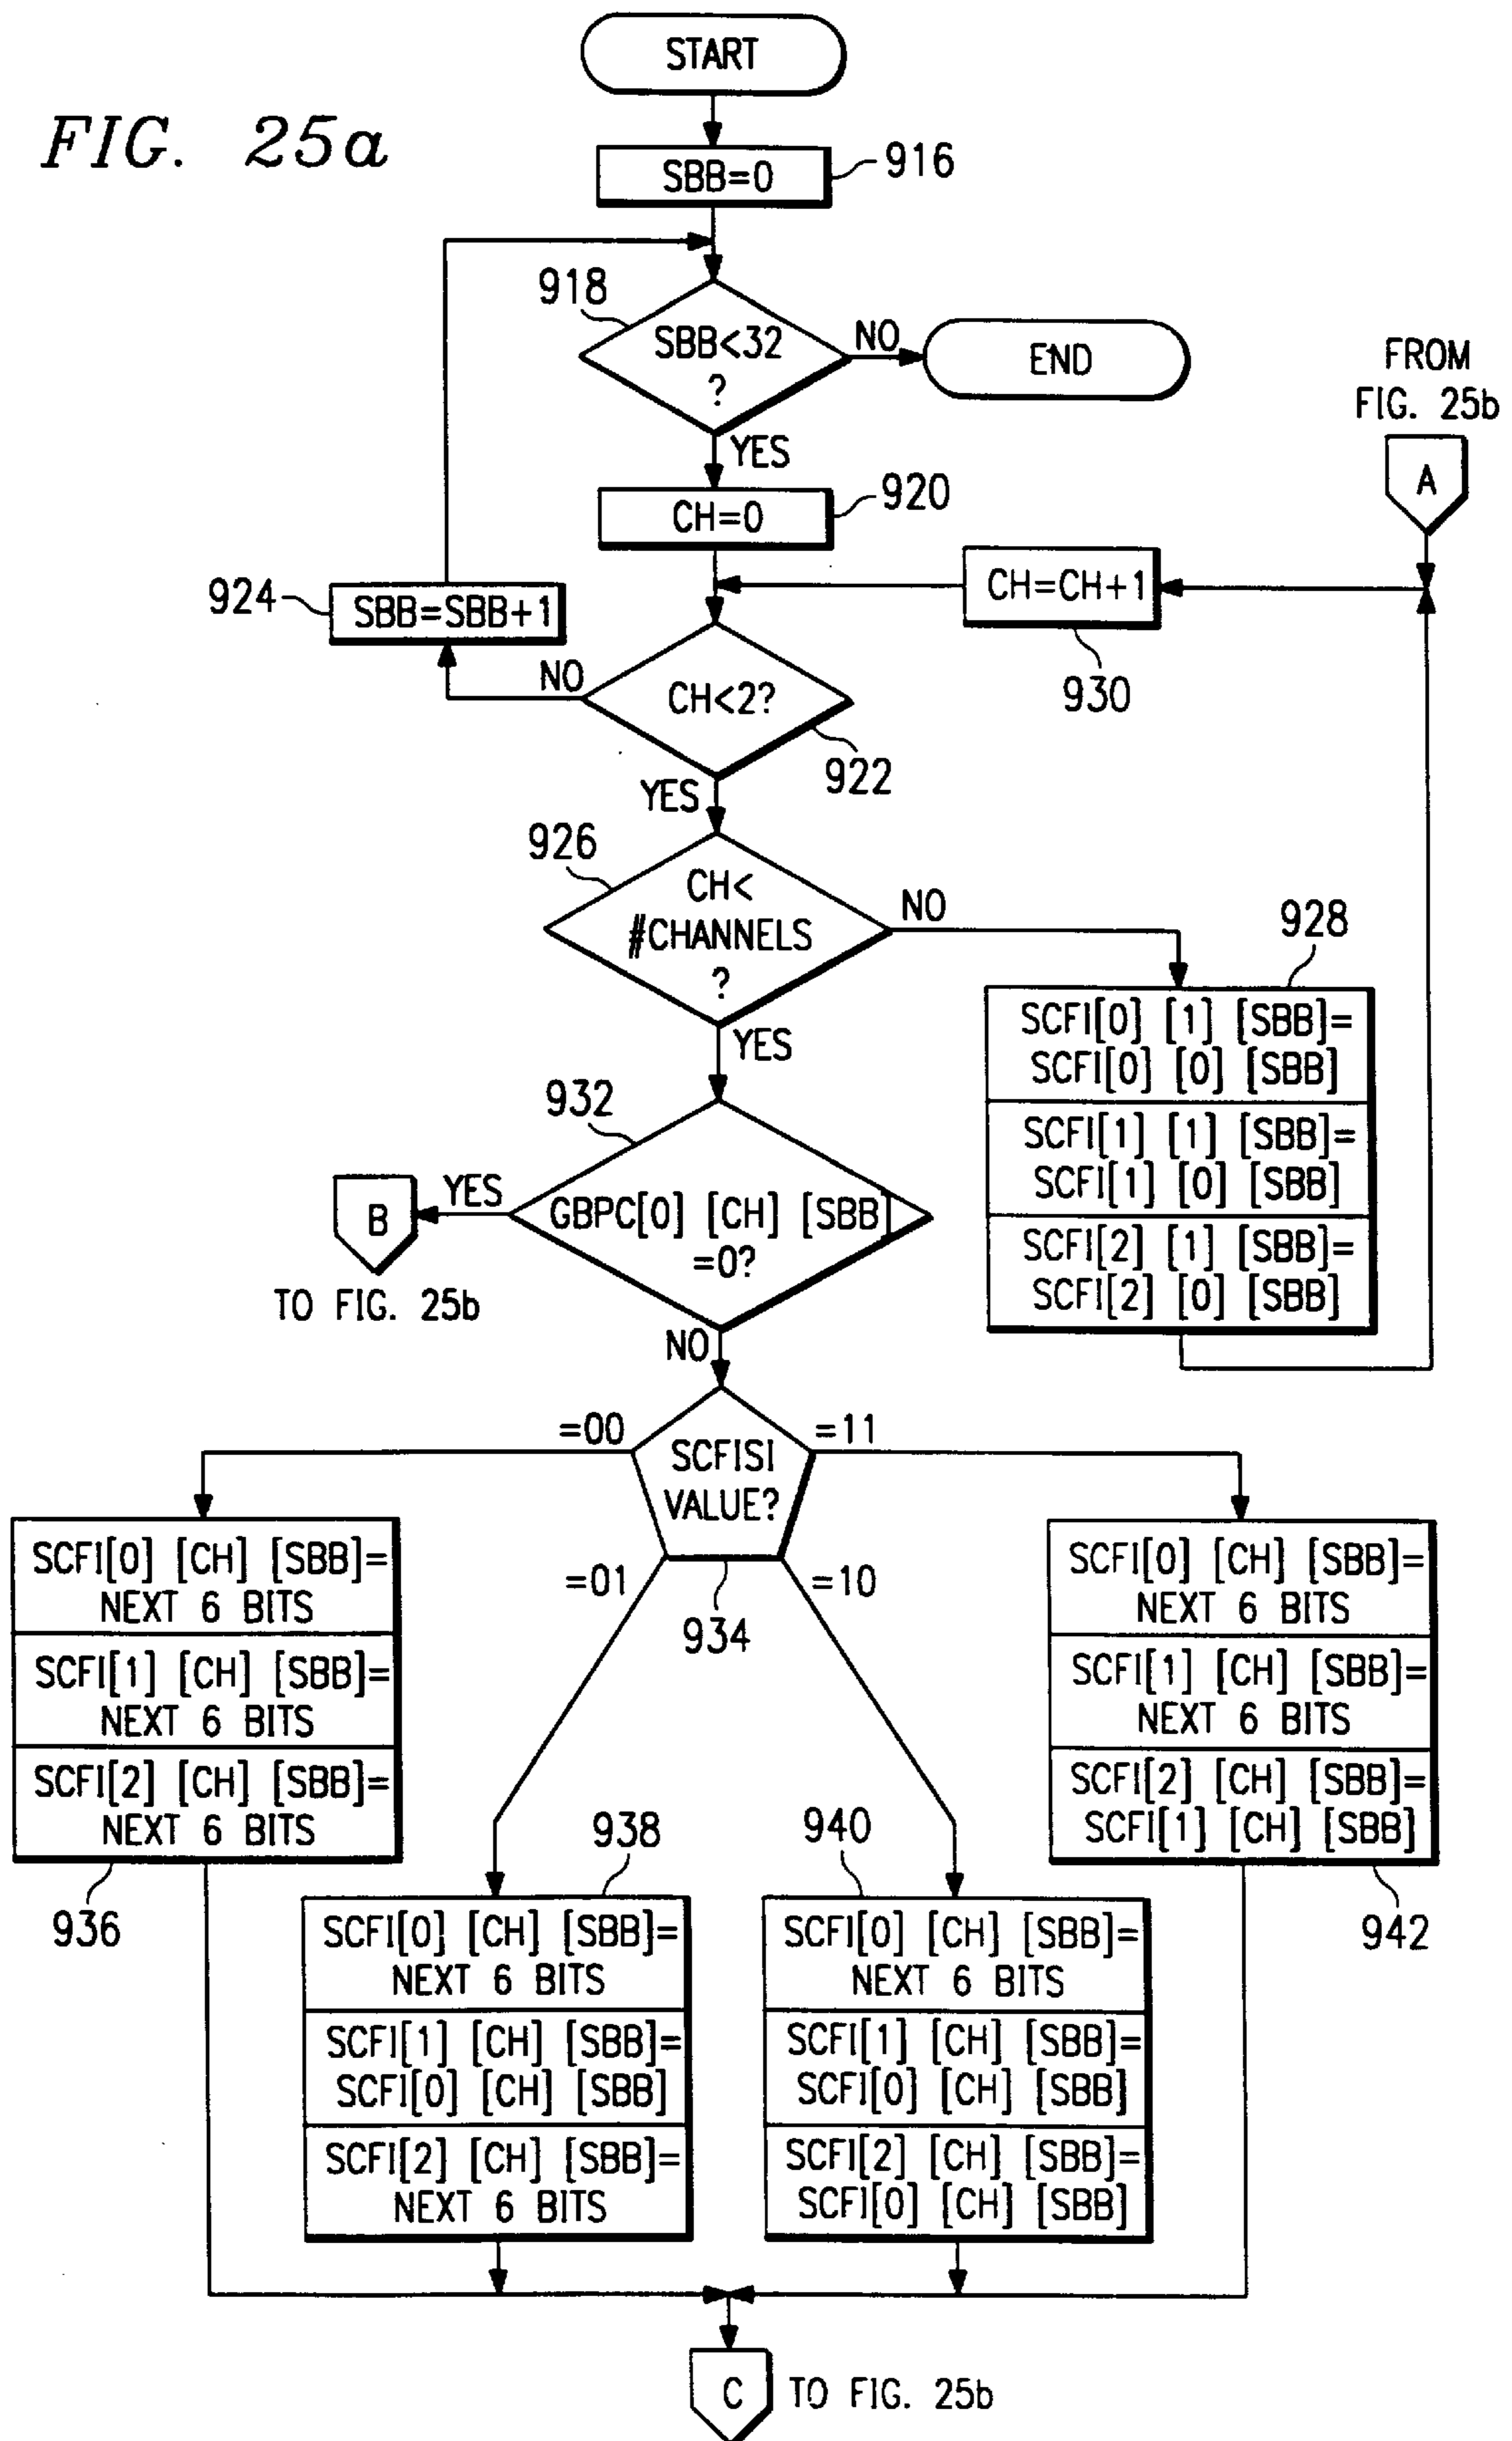 FIG. 25a
START
SBB=0
916
918
SBB<32
?
NO
END
YES
FROM
FIG. 25b
A
CH=0
920
924
SBB=SBB+1
CH=CH+1
930
NO
CH<2?
922
YES
926
CH<
#CHANNELS
?
NO
928
YES
SCFI[0] [1] [SBB]=
SCFI[0] [0] [SBB]
SCFI[1] [1] [SBB]=
SCFI[1] [0] [SBB]
SCFI[2] [1] [SBB]=
SCFI[2] [0] [SBB]
932
GBPC[0] [CH] [SBB]
=0?
YES
B
TO FIG. 25b
NO
SCFISI
VALUE?
=00
=11
=01
=10
934
SCFI[0] [CH] [SBB]=
NEXT 6 BITS
SCFI[1] [CH] [SBB]=
NEXT 6 BITS
SCFI[2] [CH] [SBB]=
NEXT 6 BITS
936
SCFI[0] [CH] [SBB]=
NEXT 6 BITS
SCFI[1] [CH] [SBB]=
NEXT 6 BITS
SCFI[2] [CH] [SBB]=
SCFI[1] [CH] [SBB]
942
938
SCFI[0] [CH] [SBB]=
NEXT 6 BITS
SCFI[1] [CH] [SBB]=
SCFI[0] [CH] [SBB]
SCFI[2] [CH] [SBB]=
NEXT 6 BITS
940
SCFI[0] [CH] [SBB]=
NEXT 6 BITS
SCFI[1] [CH] [SBB]=
SCFI[0] [CH] [SBB]
SCFI[2] [CH] [SBB]=
SCFI[0] [CH] [SBB]
C
TO FIG. 25b